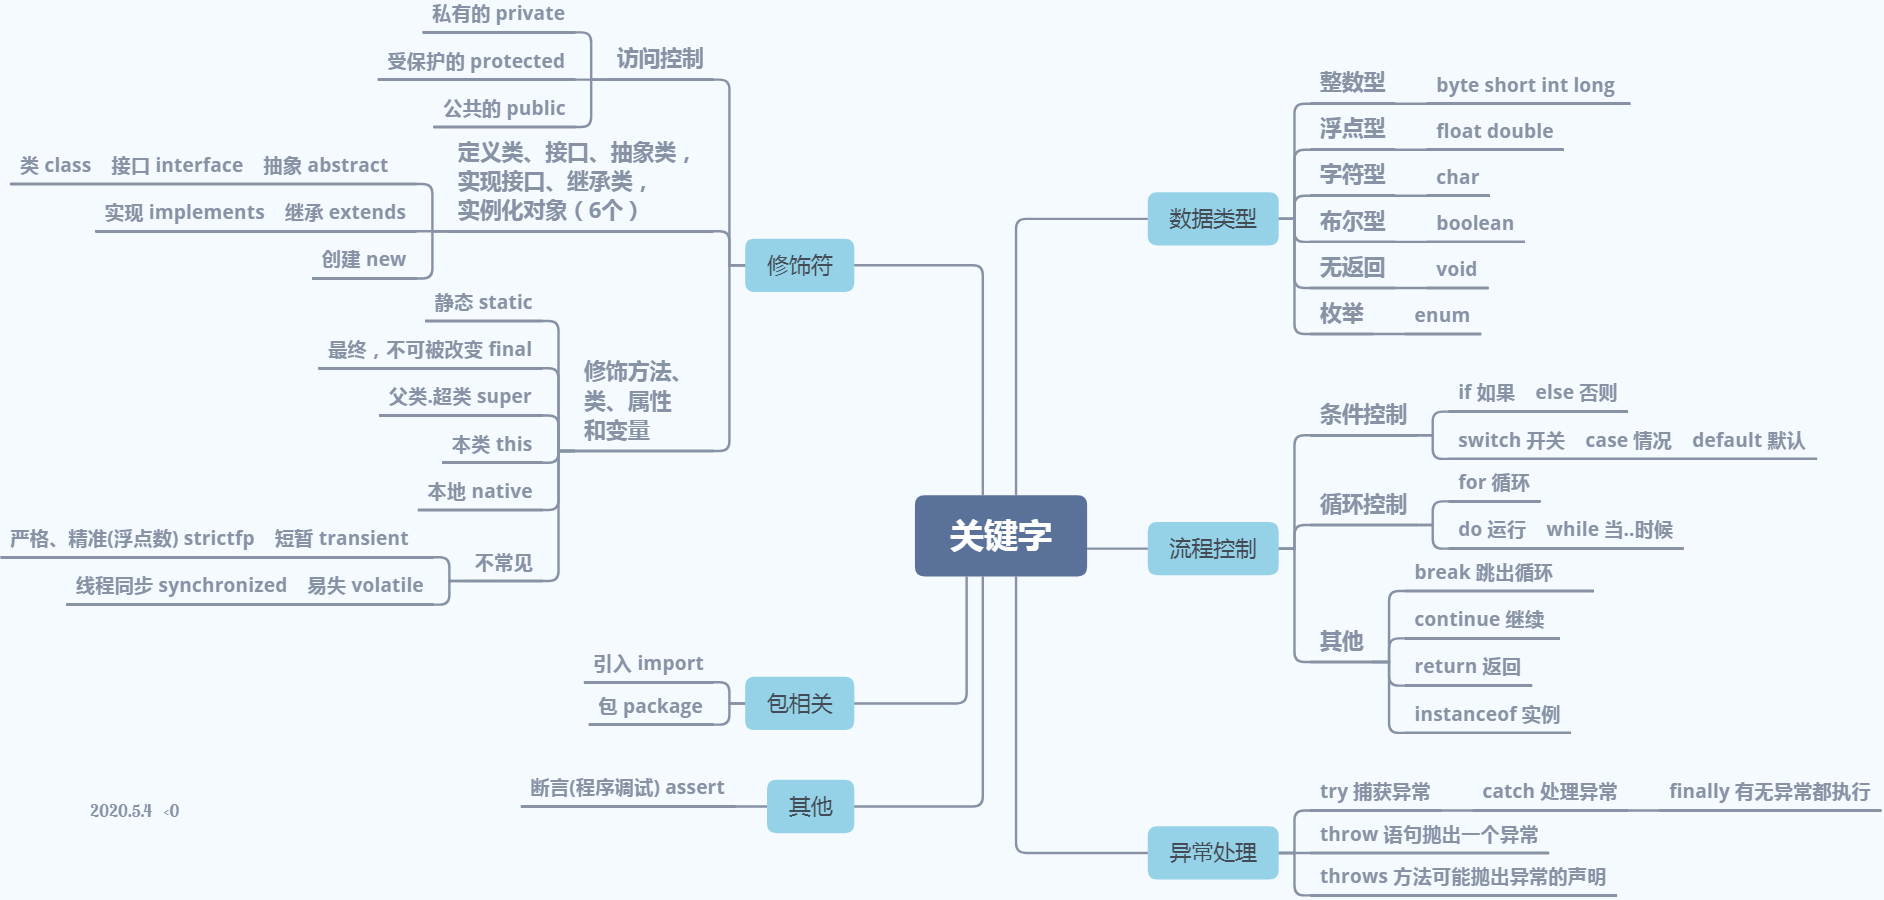 关键字
修饰符
访问控制
私有的 private
受保护的 protected
公共的 public
定义类、接口、抽象类，
实现接口、继承类，
实例化对象（6个）
类 class 接口 interface 抽象 abstract
实现 implements 继承 extends
创建 new
修饰方法、
类、属性
和变量
静态 static
最终，不可被改变 final
父类.超类 super
本类 this
本地 native
不常见
严格、精准(浮点数) strictfp 短暂 transient
线程同步 synchronized 易失 volatile
包相关
引入 import
包 package
其他
断言(程序调试) assert
数据类型
整数型 byte short int long
浮点型 float double
字符型 char
布尔型 boolean
无返回 void
枚举 enum
流程控制
条件控制
if 如果 else 否则
switch 开关 case 情况 default 默认
循环控制
for 循环
do 运行 while 当..时候
其他
break 跳出循环
continue 继续
return 返回
instanceof 实例
异常处理
try 捕获异常 catch 处理异常 finally 有无异常都执行
throw 语句抛出一个异常
throws 方法可能抛出异常的声明
2020.5.4 <0